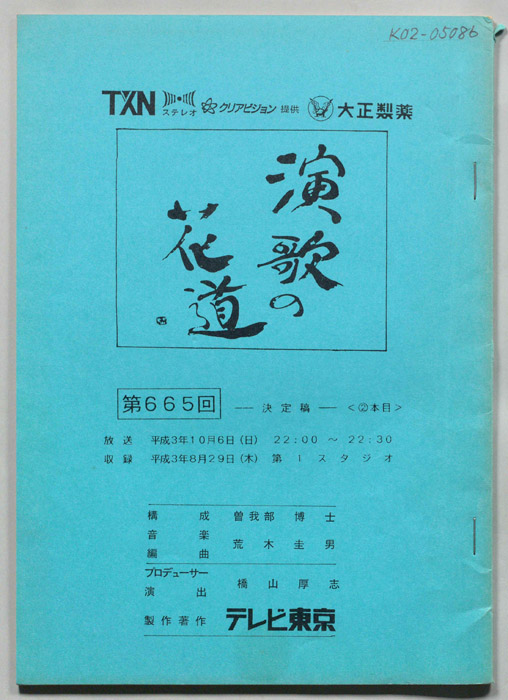 K02-05086
TXN ステレオ クリアビジョン 提供 大正製薬
演歌の
花道
第665回 ── 決定稿 ── <②本目>
放送 平成3年10月6日(日) 22:00 ~ 22:30
収録 平成3年8月29日(木) 第1スタジオ
構成 曽我部 博士
音楽
編曲 荒木圭男
プロデューサー
演出 橋山厚志
製作著作 テレビ東京